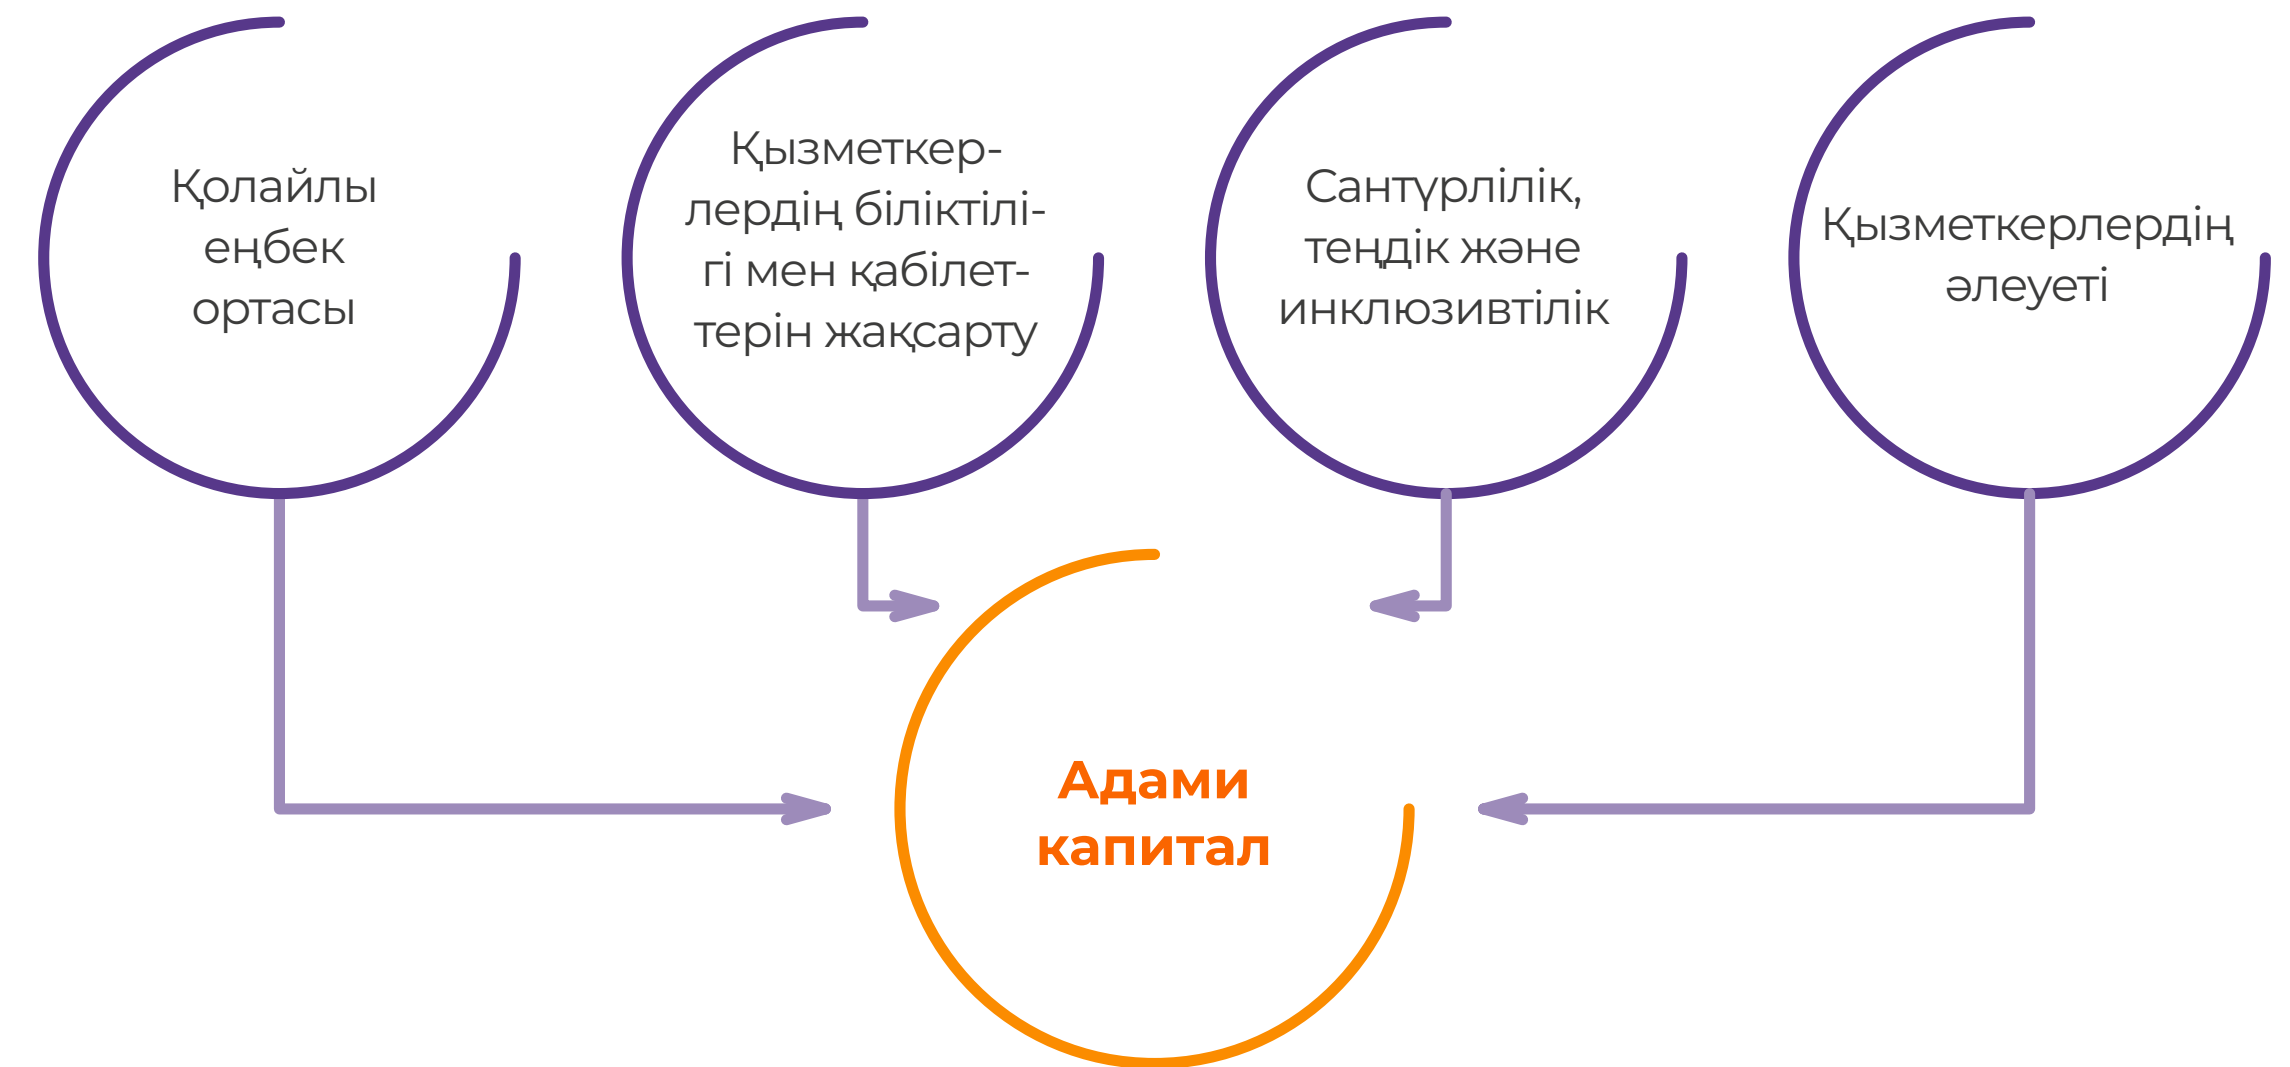 Қолайлы
еңбек
ортасы
Қызметкер-
лердің біліктілі-
гі мен қабілет-
терін жақсарту
Сантүрлілік,
теңдік және
инклюзивтілік
Қызметкерлердің
әлеуеті
Адами
капитал